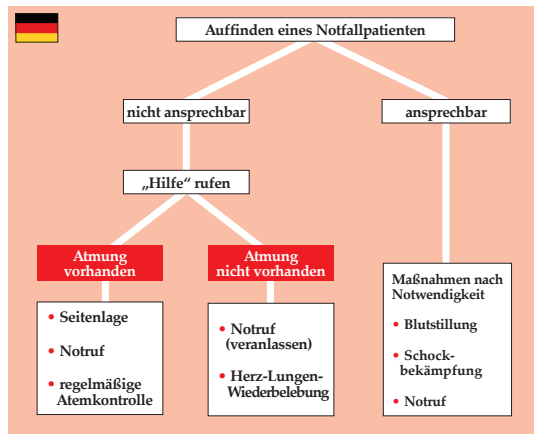 Auffinden eines Notfallpatienten
nicht ansprechbar
ansprechbar
„Hilfe“ rufen
Atmung
vorhanden
Atmung
nicht vorhanden
• Seitenlage
• Notruf
• regelmäßige
Atemkontrolle
• Notruf
(veranlassen)
• Herz-Lungen-
Wiederbelebung
Maßnahmen nach
Notwendigkeit
• Blutstillung
• Schock-
bekämpfung
• Notruf